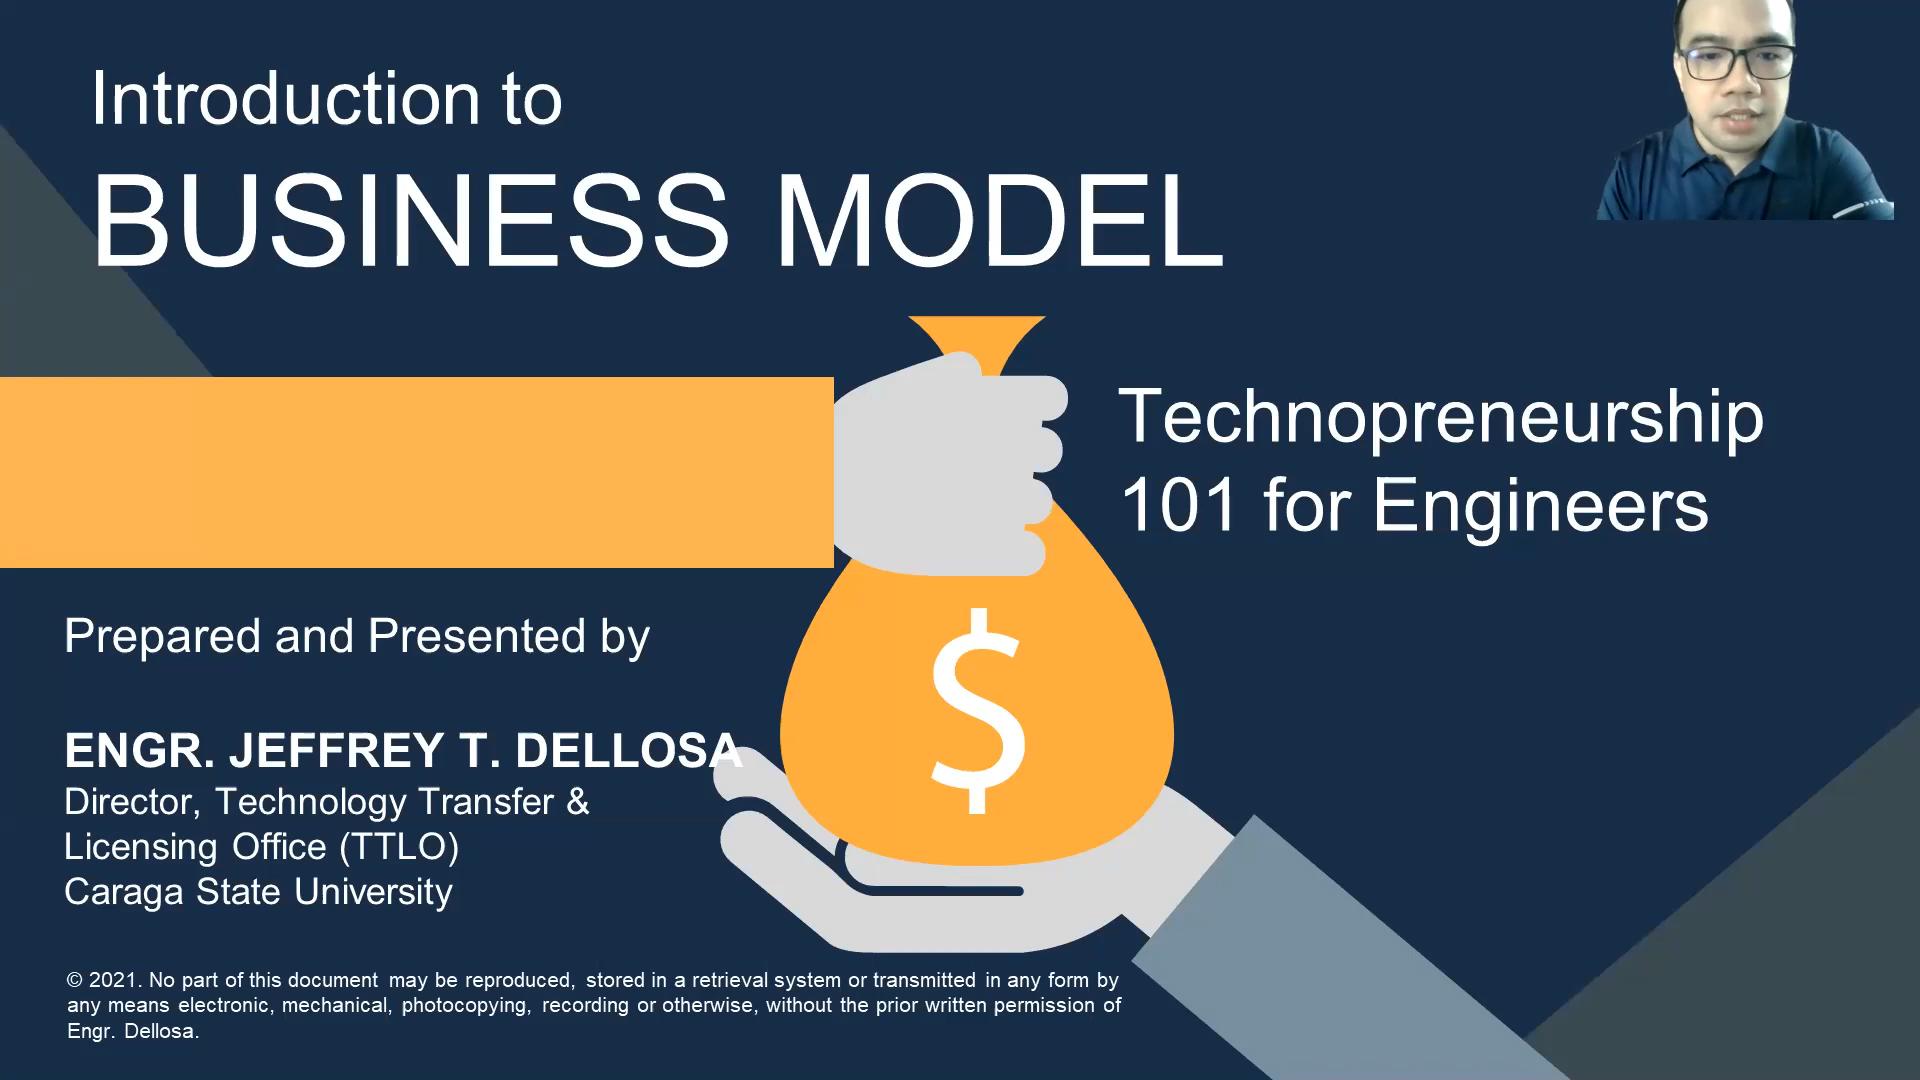 Introduction to
BUSINESS MODEL
Technopreneurship
101 for Engineers
Prepared and Presented by
ENGR. JEFFREY T. DELLOSA
Director, Technology Transfer &
Licensing Office (TTLO)
Caraga State University
$
© 2021. No part of this document may be reproduced, stored in a retrieval system or transmitted in any form by
any means electronic, mechanical, photocopying, recording or otherwise, without the prior written permission of
Engr. Dellosa.